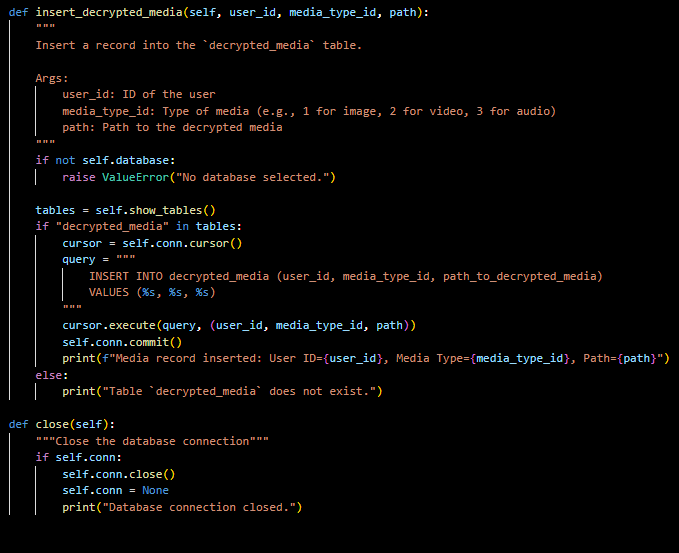 def insert_decrypted_media(self, user_id, media_type_id, path):
    """
    Insert a record into the `decrypted_media` table.

    Args:
        user_id: ID of the user
        media_type_id: Type of media (e.g., 1 for image, 2 for video, 3 for audio)
        path: Path to the decrypted media
    """
    if not self.database:
        raise ValueError("No database selected.")

    tables = self.show_tables()
    if "decrypted_media" in tables:
        cursor = self.conn.cursor()
        query = """
            INSERT INTO decrypted_media (user_id, media_type_id, path_to_decrypted_media)
            VALUES (%s, %s, %s)
        """
        cursor.execute(query, (user_id, media_type_id, path))
        self.conn.commit()
        print(f"Media record inserted: User ID={user_id}, Media Type={media_type_id}, Path={path}")
    else:
        print("Table `decrypted_media` does not exist.")

def close(self):
    """Close the database connection"""
    if self.conn:
        self.conn.close()
        self.conn = None
        print("Database connection closed.")